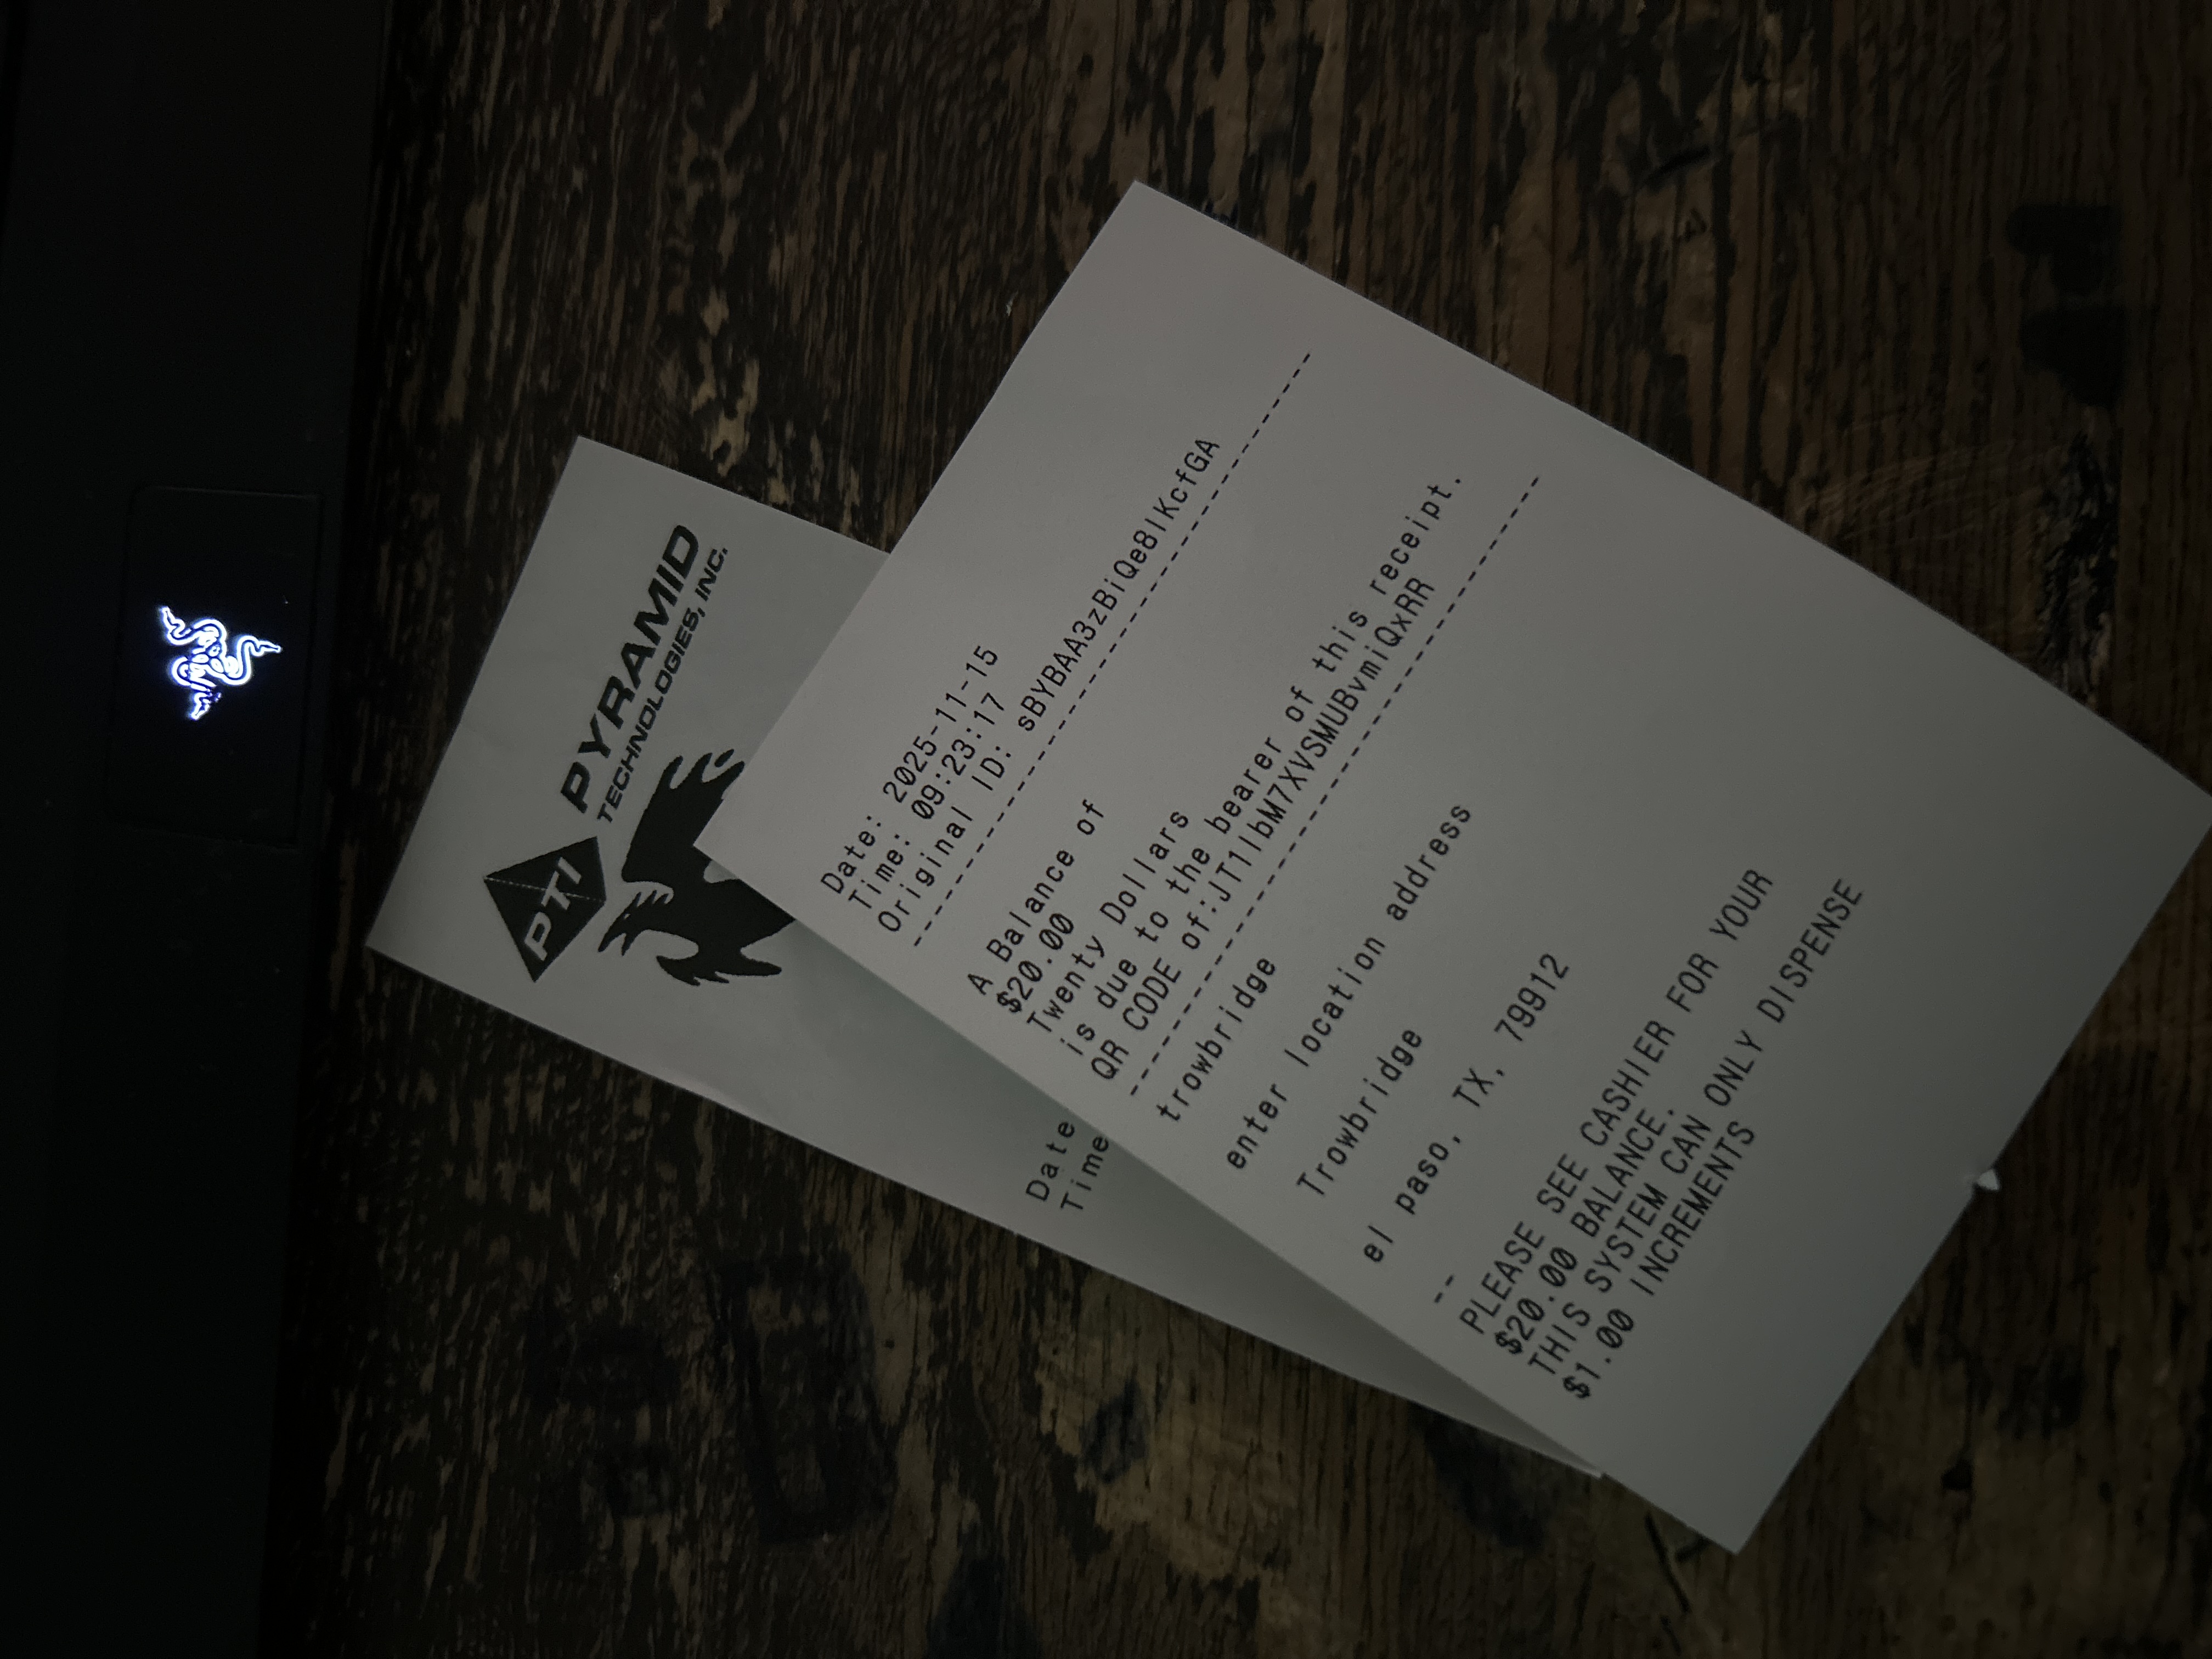 PTI
PYRAMID
TECHNOLOGIES, INC.
Date
Time
Date: 2025-11-15
Time: 09:23:17
Original ID: sBYBAA3zBiQe8IKcfGA
--------------------------------
A Balance of
$20.00
Twenty Dollars
is due to the bearer of this receipt.
QR CODE of:JT1IbM7XVSMUBvmiQxRR
--------------------------------
trowbridge
enter location address
Trowbridge
el paso, TX, 79912
--
PLEASE SEE CASHIER FOR YOUR
$20.00 BALANCE.
THIS SYSTEM CAN ONLY DISPENSE
$1.00 INCREMENTS